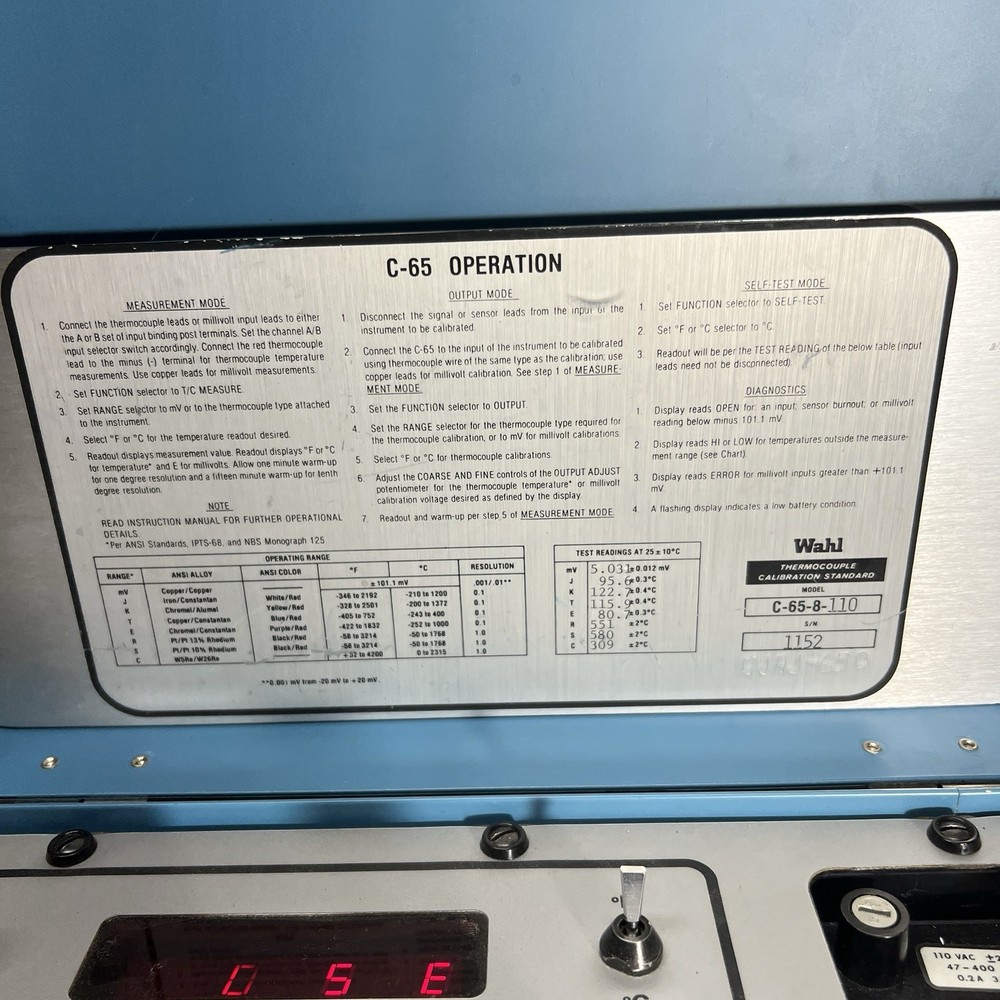 C-65 OPERATION
MEASUREMENT MODE
1. Connect the thermocouple leads or millivolt input leads to either
the A or B set of input binding post terminals. Set the channel A/B
input selector switch accordingly. Connect the red thermocouple
lead to the minus (-) terminal for thermocouple temperature
measurements. Use copper leads for millivolt measurements.
2. Set FUNCTION selector to T/C MEASURE.
3. Set RANGE selector to mV or to the thermocouple type attached
to the instrument.
4. Select °F or °C for the temperature readout desired.
5. Readout displays measurement value. Readout displays °F or °C
for temperature* and E for millivolts. Allow one minute warm-up
for one degree resolution and a fifteen minute warm-up for tenth
degree resolution.
NOTE
READ INSTRUCTION MANUAL FOR FURTHER OPERATIONAL
DETAILS.
*Per ANSI Standards, IPTS-68, and NBS Monograph 125
OUTPUT MODE
1. Disconnect the signal or sensor leads from the input of the
instrument to be calibrated.
2. Connect the C-65 to the input of the instrument to be calibrated
using thermocouple wire of the same type as the calibration; use
copper leads for millivolt calibration. See step 1 of MEASURE-
MENT MODE.
3. Set the FUNCTION selector to OUTPUT.
4. Set the RANGE selector for the thermocouple type required for
the thermocouple calibration, or to mV for millivolt calibrations.
5. Select °F or °C for thermocouple calibrations.
6. Adjust the COARSE AND FINE controls of the OUTPUT ADJUST
potentiometer for the thermocouple temperature* or millivolt
calibration voltage desired as defined by the display.
7. Readout and warm-up per step 5 of MEASUREMENT MODE
SELF-TEST MODE
1. Set FUNCTION selector to SELF-TEST.
2. Set °F or °C selector to °C.
3. Readout will be per the TEST READING of the below table (input
leads need not be disconnected).
DIAGNOSTICS
1. Display reads OPEN for: an input; sensor burnout; or millivolt
reading below minus 101.1 mV.
2. Display reads HI or LOW for temperatures outside the measure-
ment range (see Chart).
3. Display reads ERROR for millivolt inputs greater than +101.1
mV.
4. A flashing display indicates a low battery condition.
OPERATING RANGE
RANGE* ANSI ALLOY ANSI COLOR °F °C RESOLUTION
mV Copper/Copper ±101.1 mV .001/.01**
J Iron/Constantan White/Red -346 to 2192 -210 to 1200 0.1
K Chromel/Alumel Yellow/Red -328 to 2501 -200 to 1372 0.1
T Copper/Constantan Blue/Red -405 to 752 -243 to 400 0.1
E Chromel/Constantan Purple/Red -422 to 1832 -252 to 1000 0.1
R Pt/Pt 13% Rhodium Black/Red -58 to 3214 -50 to 1768 1.0
S Pt/Pt 10% Rhodium Black/Red -58 to 3214 -50 to 1768 1.0
C W5Re/W26Re +32 to 4200 0 to 2315 1.0
**0.001 mV from -20 mV to +20 mV.
TEST READINGS AT 25±10°C
mV 5.031±0.012 mV
J 95.6±0.3°C
K 122.7±0.4°C
T 115.9±0.4°C
E 80.7±0.3°C
R 551 ±2°C
S 580 ±2°C
C 309 ±2°C
Wahl
THERMOCOUPLE
CALIBRATION STANDARD
MODEL
C-65-8-110
S/N
1152
OSE
°C
110 VAC
47-400
0.2A